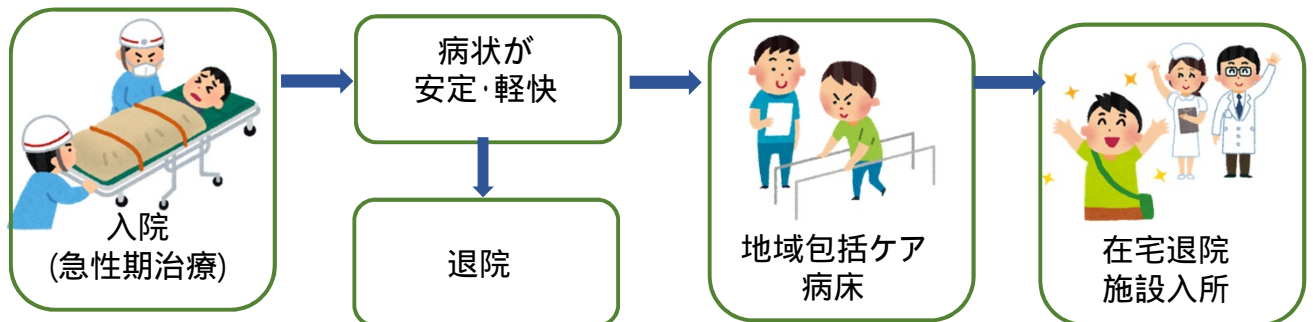 入院
(急性期治療)
病状が
安定･軽快
退院
地域包括ケア
病床
在宅退院
施設入所